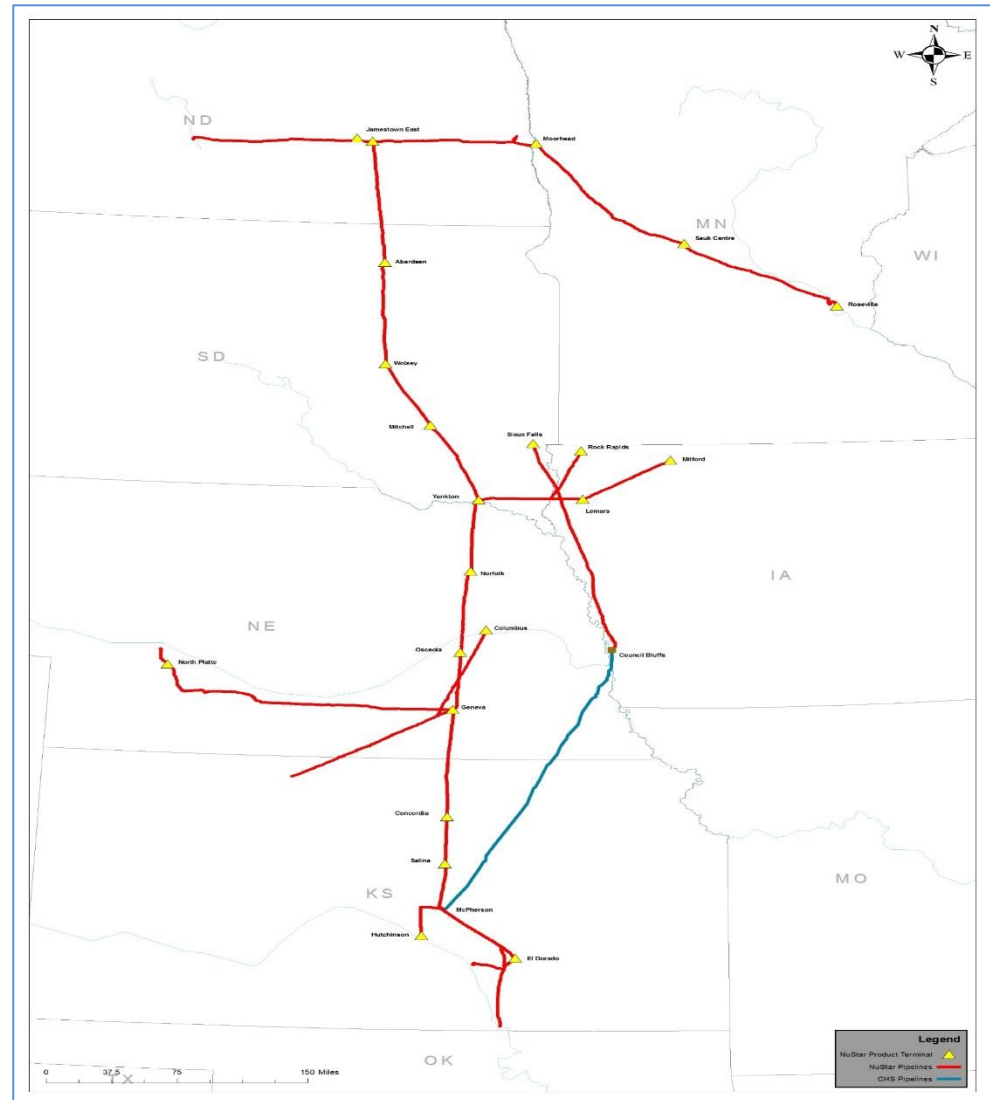 N
W
E
S
ND
Jamestown East
Moorhead
MN
Sauk Centre
WI
Aberdeen
Roseville
SD
Wolsey
Mitchell
Sioux Falls
Rock Rapids
Milford
Yankton
Lemars
Norfolk
IA
NE
Columbus
Osceola
Council Bluffs
North Platte
Geneva
Concordia
Salina
MO
KS
McPherson
Hutchinson
El Dorado
OK
TX
0 37.5 75 150 Miles
Legend
NuStar Product Terminal
NuStar Pipelines
CHS Pipelines